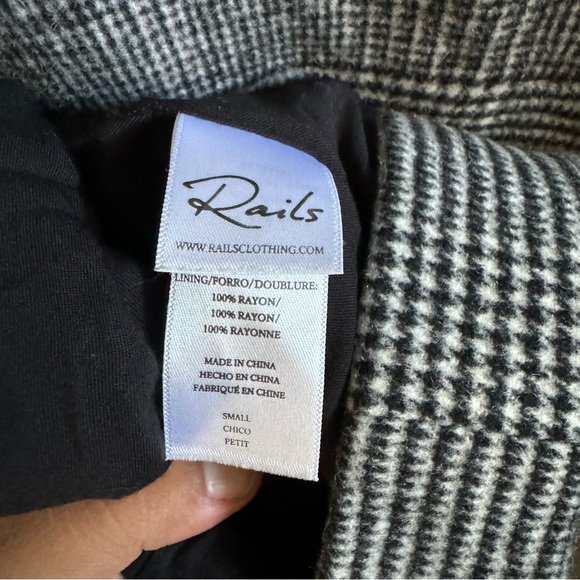 Rails
WWW.RAILSCLOTHING.COM
LINING/FORRO/DOUBLURE:
100% RAYON/
100% RAYON/
100% RAYONNE
MADE IN CHINA
HECHO EN CHINA
FABRIQUÉ EN CHINE
SMALL
CHICO
PETIT